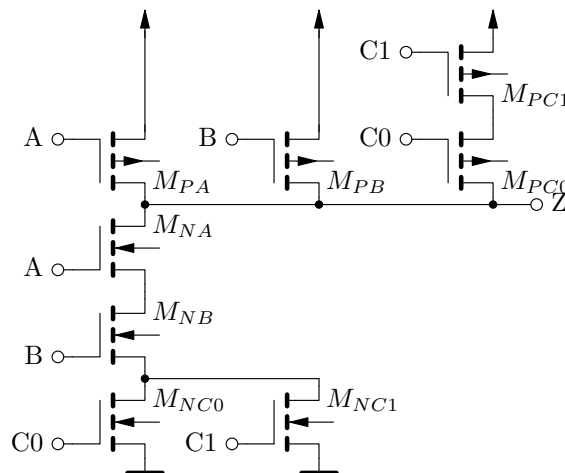 C1
M_{PC1}
A
B
C0
M_{PA}
M_{PB}
M_{PC0}
Z
M_{NA}
A
M_{NB}
B
M_{NC0}
M_{NC1}
C0
C1